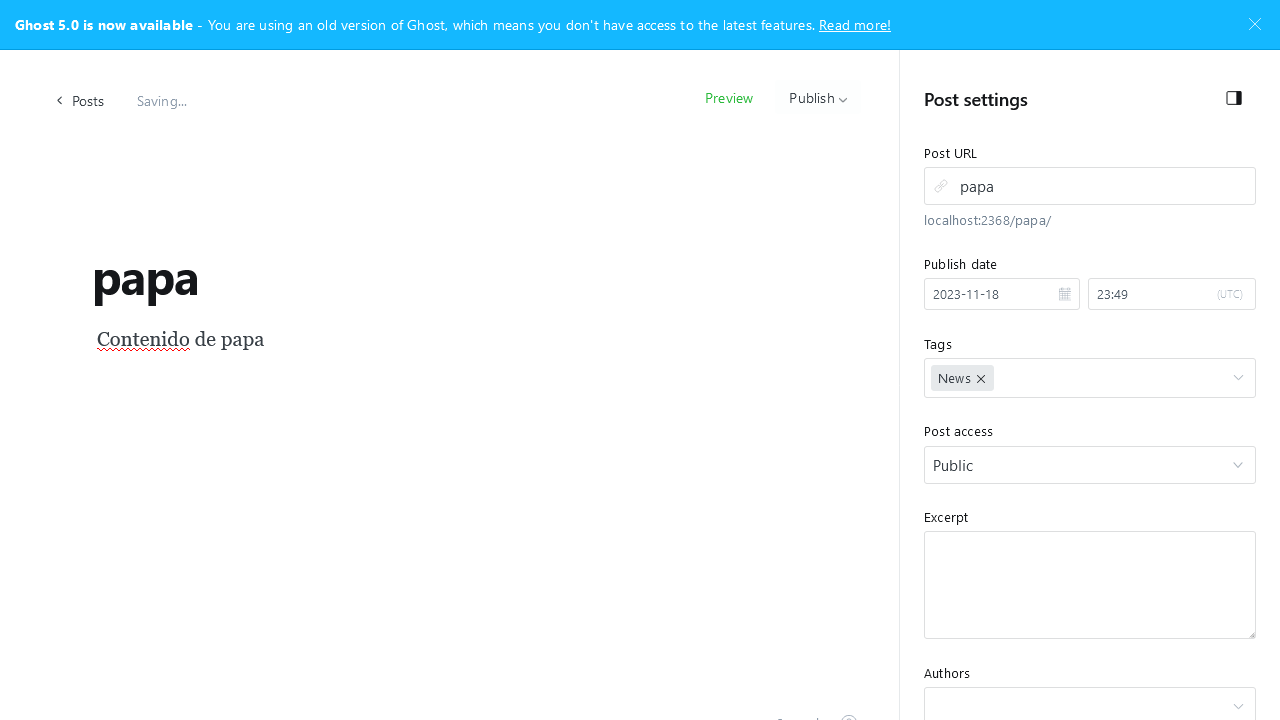 Ghost 5.0 is now available - You are using an old version of Ghost, which means you don't have access to the latest features. Read more!
Posts
Saving...
Preview
Publish
papa
Contenido de papa
Post settings
Post URL
papa
localhost:2368/papa/
Publish date
2023-11-18
23:49
(UTC)
Tags
News
Post access
Public
Excerpt
Authors